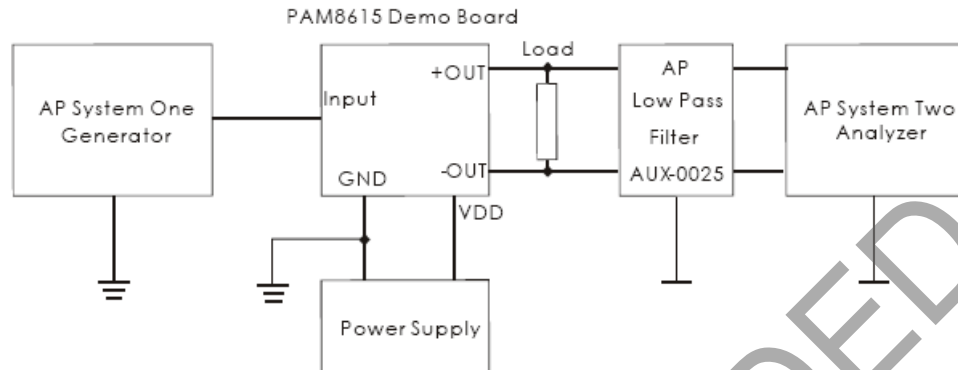 PAM8615 Demo Board
AP System One
Generator
Input
+OUT
-OUT
GND
VDD
Load
AP
Low Pass
Filter
AUX-0025
AP System Two
Analyzer
Power Supply
DED